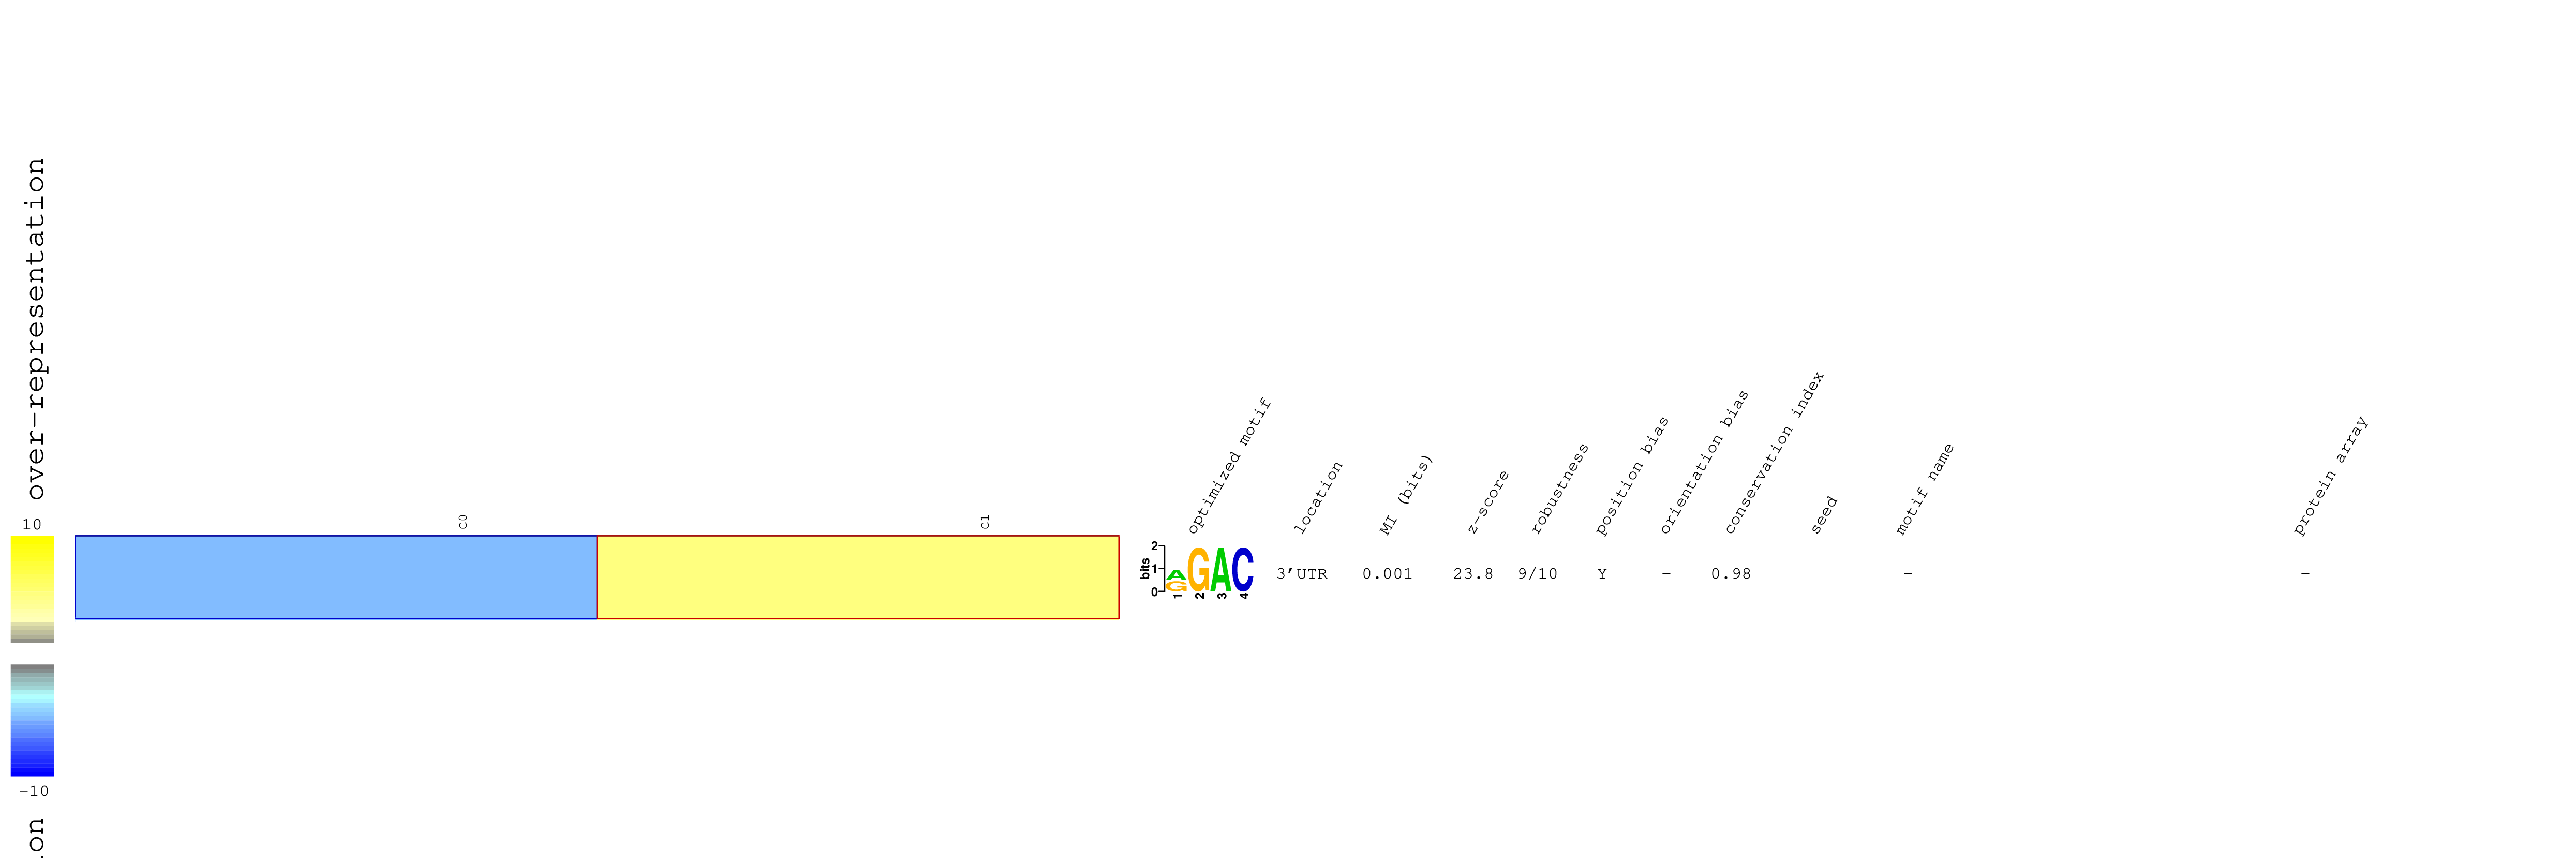 over-representation
10
-10
on
C0
C1
optimized motif
location
MI (bits)
z-score
robustness
position bias
orientation bias
conservation index
seed
motif name
protein array
bits
2
1
0
A
GGAC
1 2 3 4
3'UTR 0.001 23.8 9/10 Y - 0.98 - -